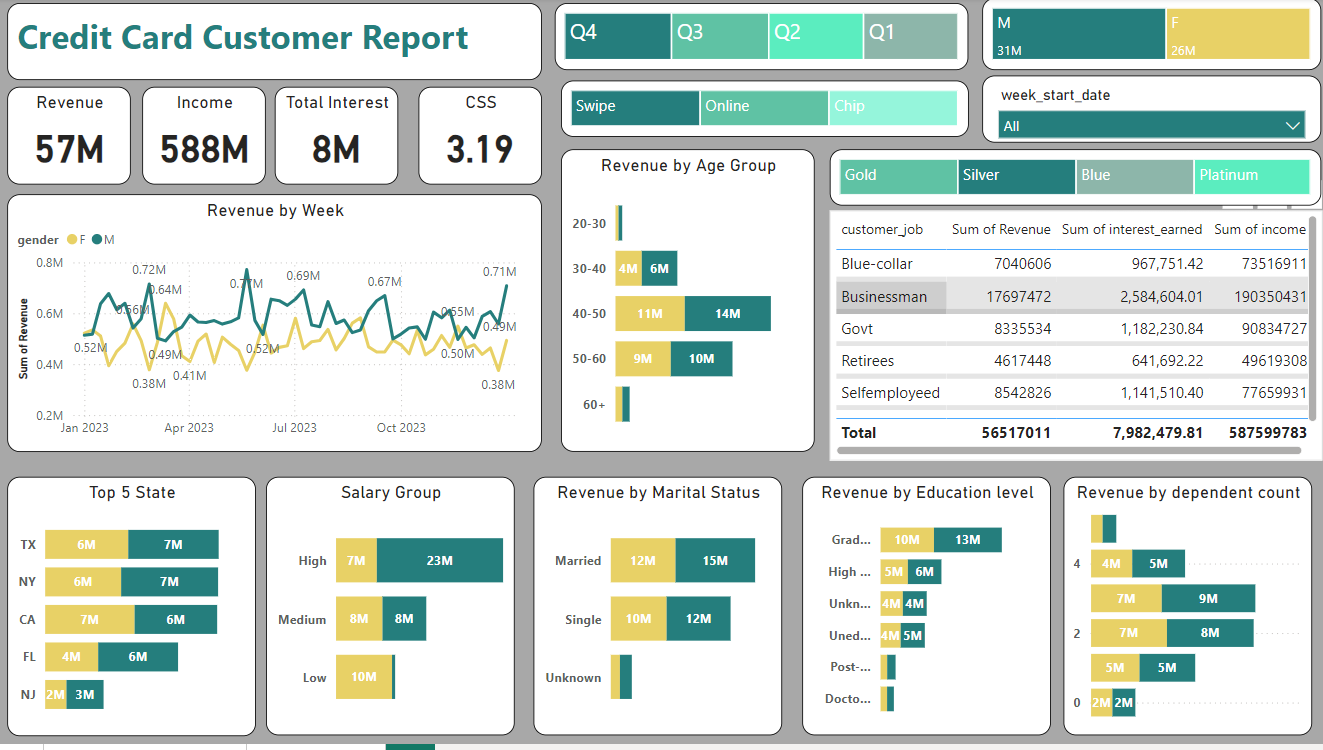 Credit Card Customer Report
Q4 Q3 Q2 Q1
M F
31M 26M
Swipe Online Chip
week_start_date
All
Revenue
57M
Income
588M
Total Interest
8M
CSS
3.19
Gold Silver Blue Platinum
Revenue by Week
gender F M
Sum of Revenue
0.8M
0.6M
0.4M
0.2M
0.72M
0.64M
0.56M
0.52M
0.49M
0.38M
0.41M
0.77M
0.52M
0.69M
0.67M
0.55M
0.50M
0.71M
0.49M
0.38M
Jan 2023 Apr 2023 Jul 2023 Oct 2023
Revenue by Age Group
20-30
30-40 4M 6M
40-50 11M 14M
50-60 9M 10M
60+
customer_job Sum of Revenue Sum of interest_earned Sum of income
Blue-collar 7040606 967,751.42 73516911
Businessman 17697472 2,584,604.01 190350431
Govt 8335534 1,182,230.84 90834727
Retirees 4617448 641,692.22 49619308
Selfemployeed 8542826 1,141,510.40 77659931
Total 56517011 7,982,479.81 587599783
Top 5 State
TX 6M 7M
NY 6M 7M
CA 7M 6M
FL 4M 6M
NJ 2M 3M
Salary Group
High 7M 23M
Medium 8M 8M
Low 10M
Revenue by Marital Status
Married 12M 15M
Single 10M 12M
Unknown
Revenue by Education level
Grad... 10M 13M
High ... 5M 6M
Unkn... 4M 4M
Uned... 4M 5M
Post-...
Docto...
Revenue by dependent count
4 4M 5M
7M 9M
2 7M 8M
5M 5M
0 2M 2M